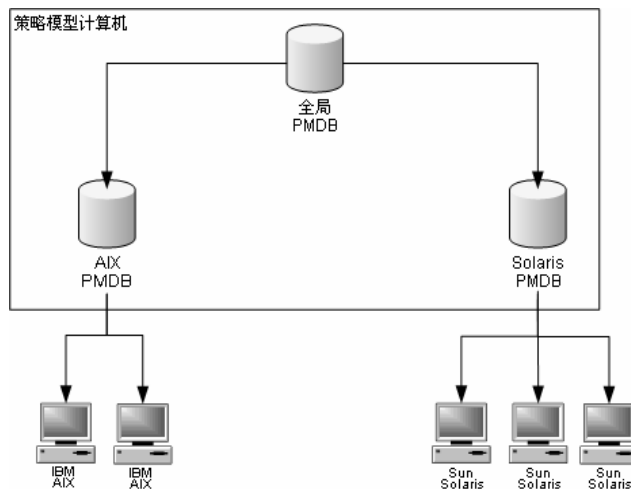 策略模型计算机
全局
PMDB
AIX
PMDB
Solaris
PMDB
IBM
AIX
IBM
AIX
Sun
Solaris
Sun
Solaris
Sun
Solaris